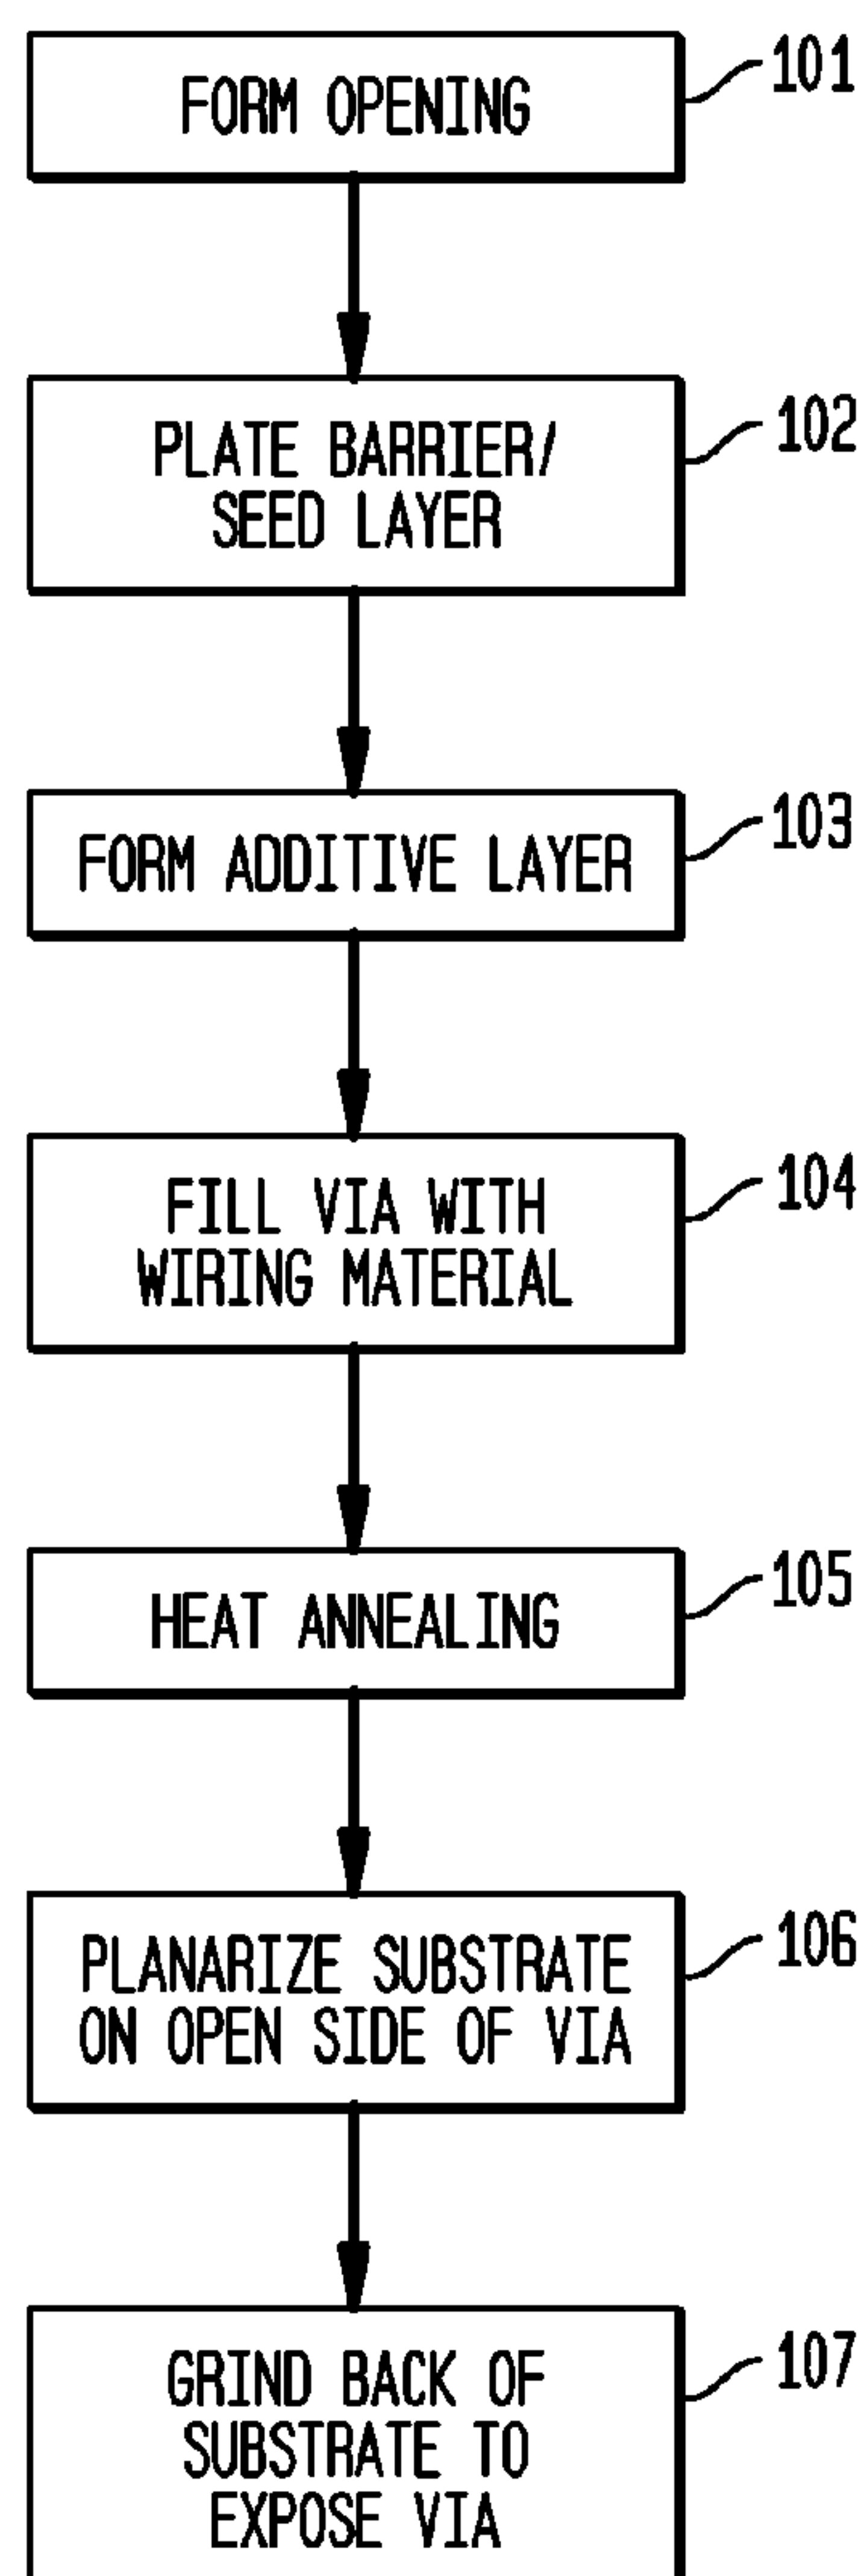 FORM OPENING
101
PLATE BARRIER/
SEED LAYER
102
FORM ADDITIVE LAYER
103
FILL VIA WITH
WIRING MATERIAL
104
HEAT ANNEALING
105
PLANARIZE SUBSTRATE
ON OPEN SIDE OF VIA
106
GRIND BACK OF
SUBSTRATE TO
EXPOSE VIA
107